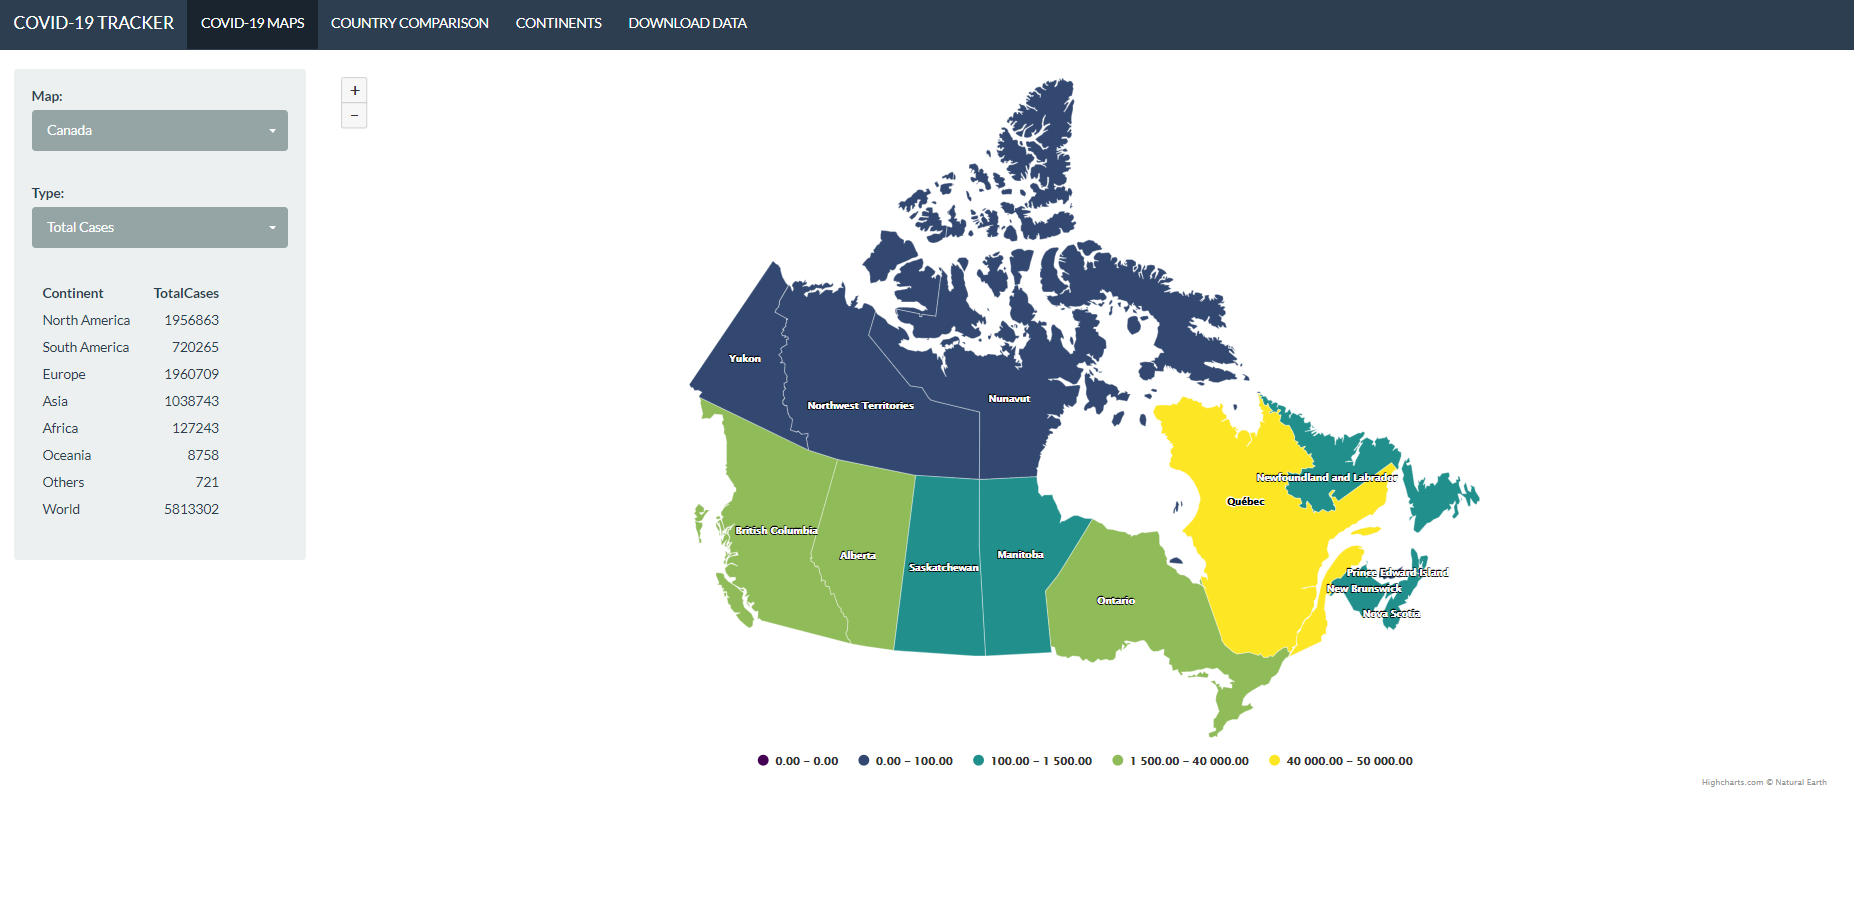 COVID-19 TRACKER COVID-19 MAPS COUNTRY COMPARISON CONTINENTS DOWNLOAD DATA
Map:
Canada
Type:
Total Cases
Continent TotalCases
North America 1956863
South America 720265
Europe 1960709
Asia 1038743
Africa 127243
Oceania 8758
Others 721
World 5813302
+
−
Yukon
Northwest Territories
Nunavut
Newfoundland and Labrador
Québec
British Columbia
Alberta
Saskatchewan
Manitoba
Ontario
Prince Edward Island
New Brunswick
Nova Scotia
0.00 – 0.00 0.00 – 100.00 100.00 – 1 500.00 1 500.00 – 40 000.00 40 000.00 – 50 000.00
Highcharts.com © Natural Earth